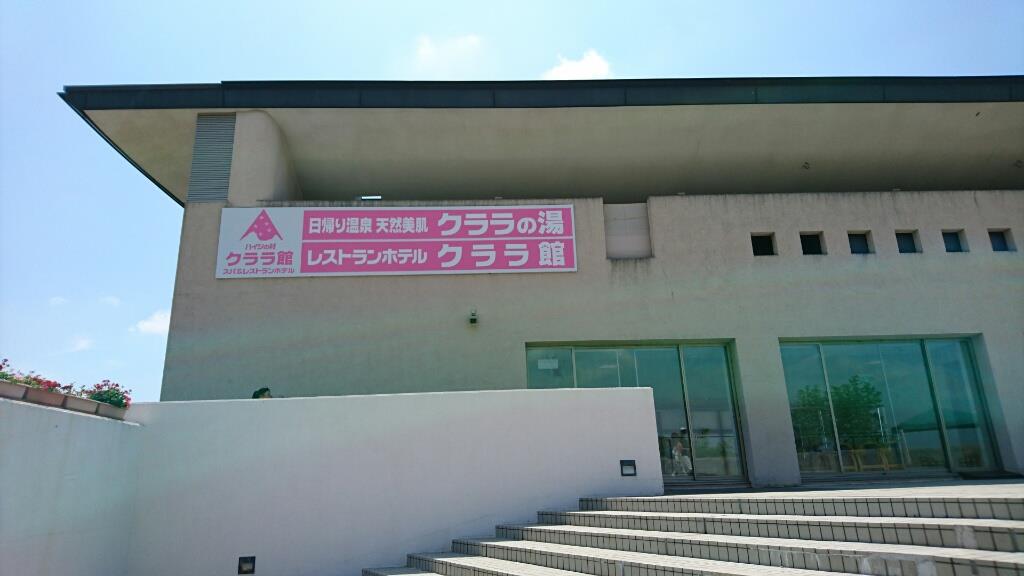 日帰り温泉 天然美肌 クララの湯
レストランホテル クララ館
ハイジの村
クララ館
スパ&レストランホテル